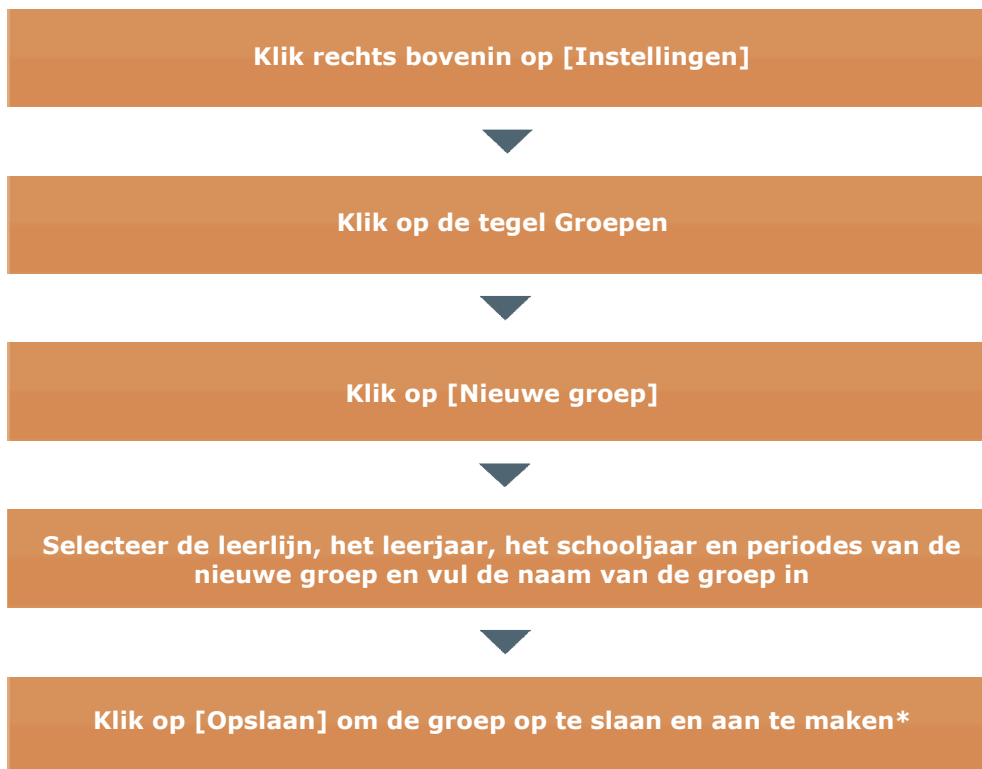 Klik rechts bovenin op [Instellingen]
Klik op de tegel Groepen
Klik op [Nieuwe groep]
Selecteer de leerlijn, het leerjaar, het schooljaar en periodes van de
nieuwe groep en vul de naam van de groep in
Klik op [Opslaan] om de groep op te slaan en aan te maken*